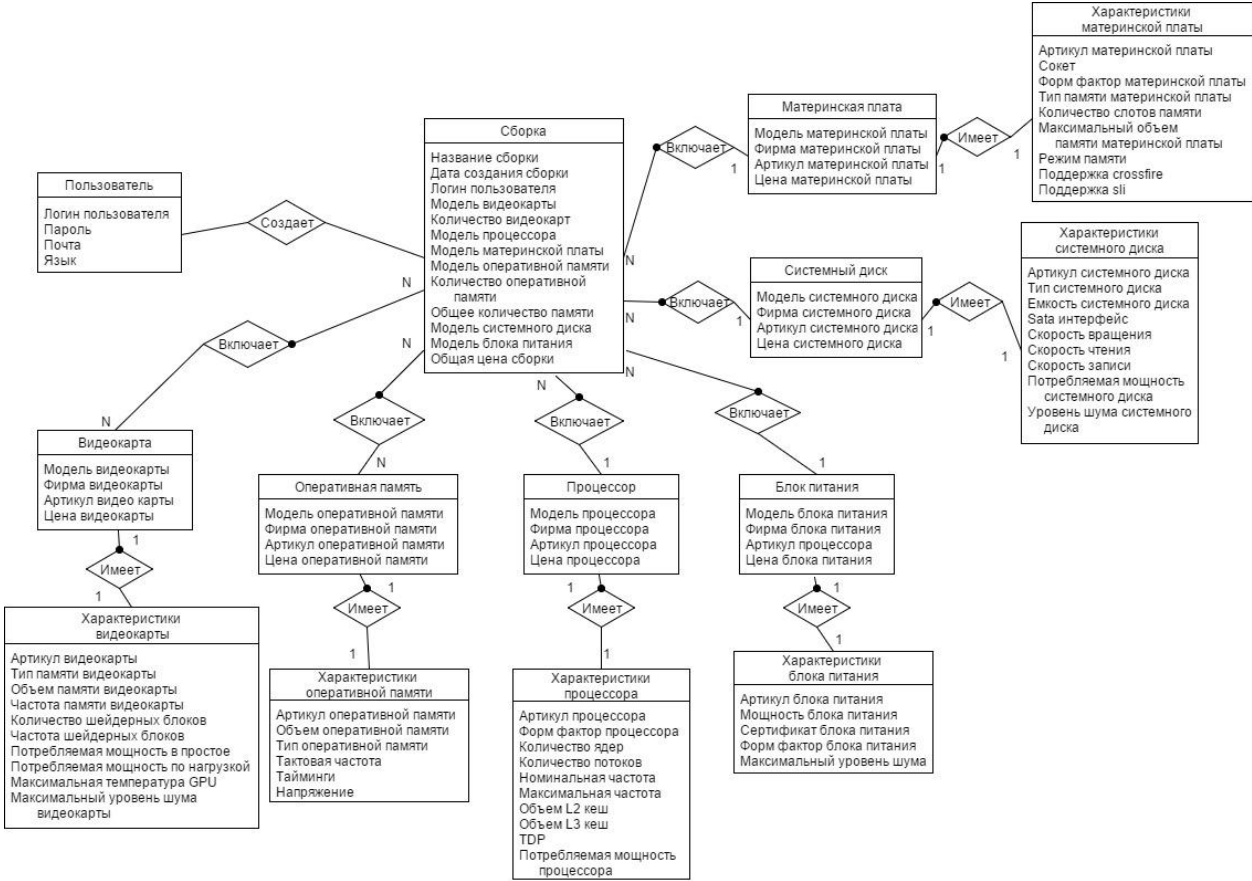 Пользователь
Логин пользователя
Пароль
Почта
Язык
Создает
Сборка
Название сборки
Дата создания сборки
Логин пользователя
Модель видеокарты
Количество видеокарт
Модель процессора
Модель материнской платы
Модель оперативной памяти
Количество оперативной
памяти
Общее количество памяти
Модель системного диска
Модель блока питания
Общая цена сборки
N
Включает
1
Материнская плата
Модель материнской платы
Фирма материнской платы
Артикул материнской платы
Цена материнской платы
1
Имеет
1
Характеристики
материнской платы
Артикул материнской платы
Сокет
Форм фактор материнской платы
Тип памяти материнской платы
Количество слотов памяти
Максимальный объем
памяти материнской платы
Режим памяти
Поддержка crossfire
Поддержка sli
N
Включает
1
Системный диск
Модель системного диска
Фирма системного диска
Артикул системного диска
Цена системного диска
1
Имеет
1
Характеристики
системного диска
Артикул системного диска
Тип системного диска
Емкость системного диска
Sata интерфейс
Скорость вращения
Скорость чтения
Скорость записи
Потребляемая мощность
системного диска
Уровень шума системного
диска
N
Включает
N
Видеокарта
Модель видеокарты
Фирма видеокарты
Артикул видео карты
Цена видеокарты
1
Имеет
1
Характеристики
видеокарты
Артикул видеокарты
Тип памяти видеокарты
Объем памяти видеокарты
Частота памяти видеокарты
Количество шейдерных блоков
Частота шейдерных блоков
Потребляемая мощность в простое
Потребляемая мощность по нагрузкой
Максимальная температура GPU
Максимальный уровень шума
видеокарты
N
Включает
N
Оперативная память
Модель оперативной памяти
Фирма оперативной памяти
Артикул оперативной памяти
Цена оперативной памяти
1
Имеет
1
Характеристики
оперативной памяти
Артикул оперативной памяти
Объем оперативной памяти
Тип оперативной памяти
Тактовая частота
Тайминги
Напряжение
N
Включает
1
Процессор
Модель процессора
Фирма процессора
Артикул процессора
Цена процессора
1
Имеет
1
Характеристики
процессора
Артикул процессора
Форм фактор процессора
Количество ядер
Количество потоков
Номинальная частота
Максимальная частота
Объем L2 кеш
Объем L3 кеш
TDP
Потребляемая мощность
процессора
N
Включает
1
Блок питания
Модель блока питания
Фирма блока питания
Артикул процессора
Цена блока питания
1
Имеет
1
Характеристики
блока питания
Артикул блока питания
Мощность блока питания
Сертификат блока питания
Форм фактор блока питания
Максимальный уровень шума